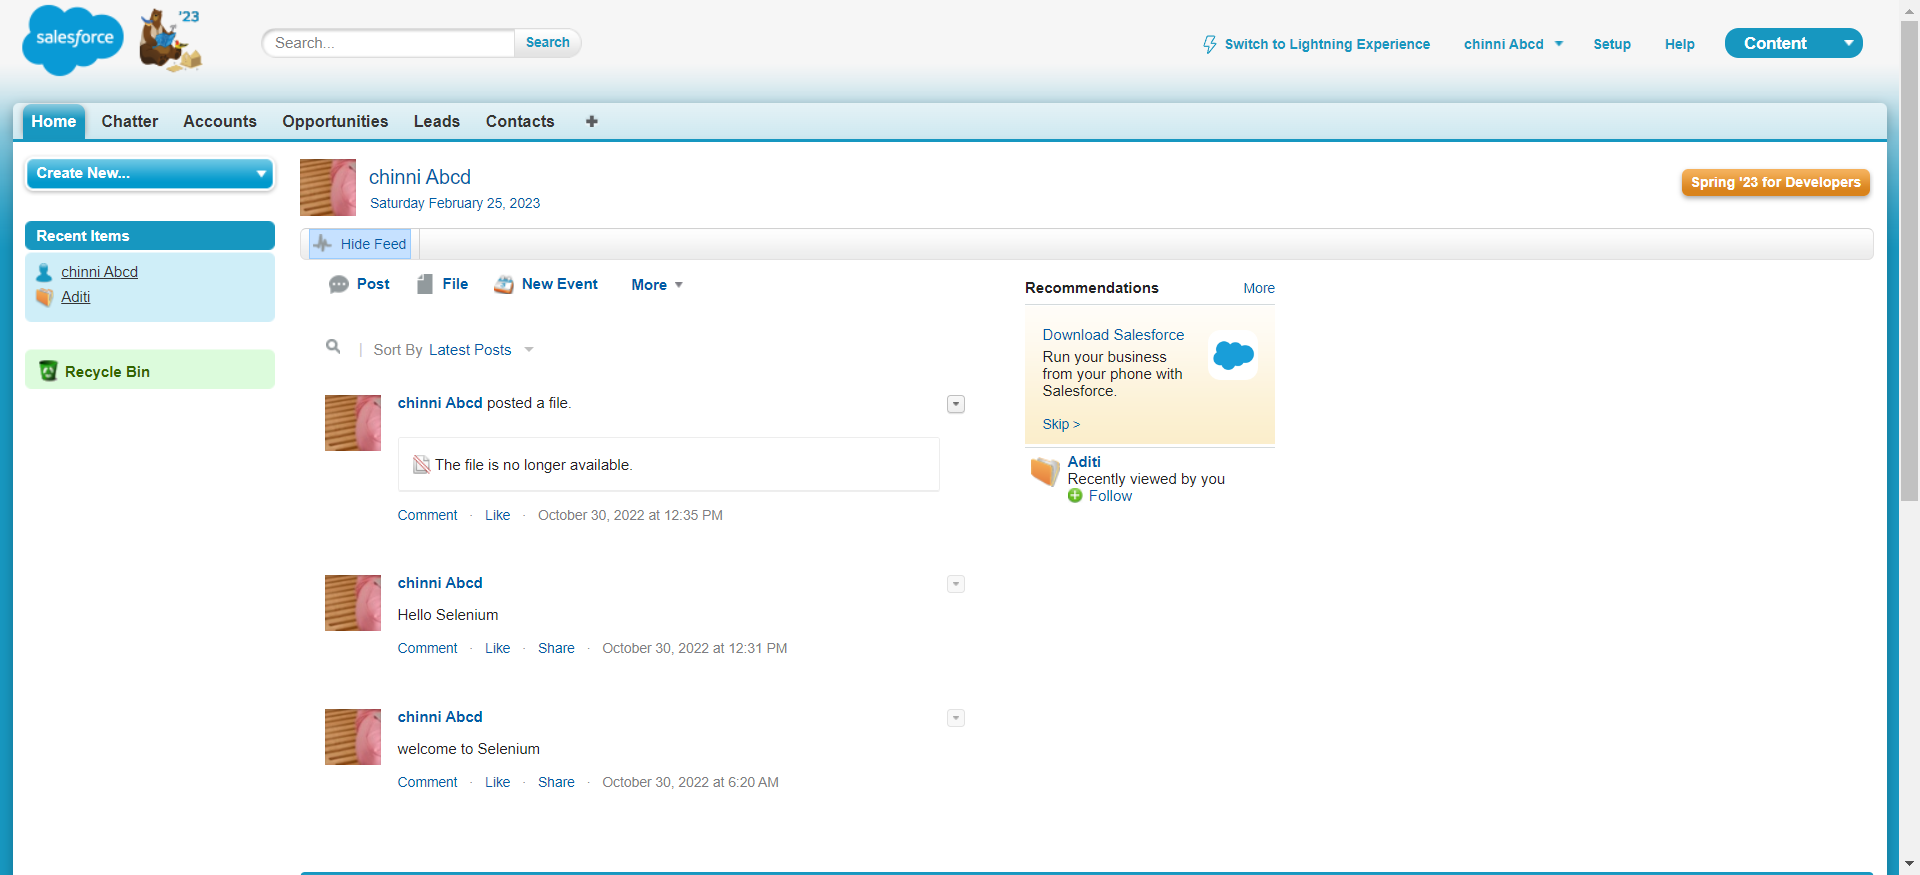 salesforce
'23
Search...
Search
Switch to Lightning Experience
chinni Abcd
Setup
Help
Content
Home
Chatter
Accounts
Opportunities
Leads
Contacts
Create New...
Recent Items
chinni Abcd
Aditi
Recycle Bin
chinni Abcd
Saturday February 25, 2023
Spring '23 for Developers
Hide Feed
Post
File
New Event
More
| Sort By Latest Posts
chinni Abcd posted a file.
The file is no longer available.
Comment · Like · October 30, 2022 at 12:35 PM
chinni Abcd
Hello Selenium
Comment · Like · Share · October 30, 2022 at 12:31 PM
chinni Abcd
welcome to Selenium
Comment · Like · Share · October 30, 2022 at 6:20 AM
Recommendations
More
Download Salesforce
Run your business
from your phone with
Salesforce.
Skip >
Aditi
Recently viewed by you
Follow